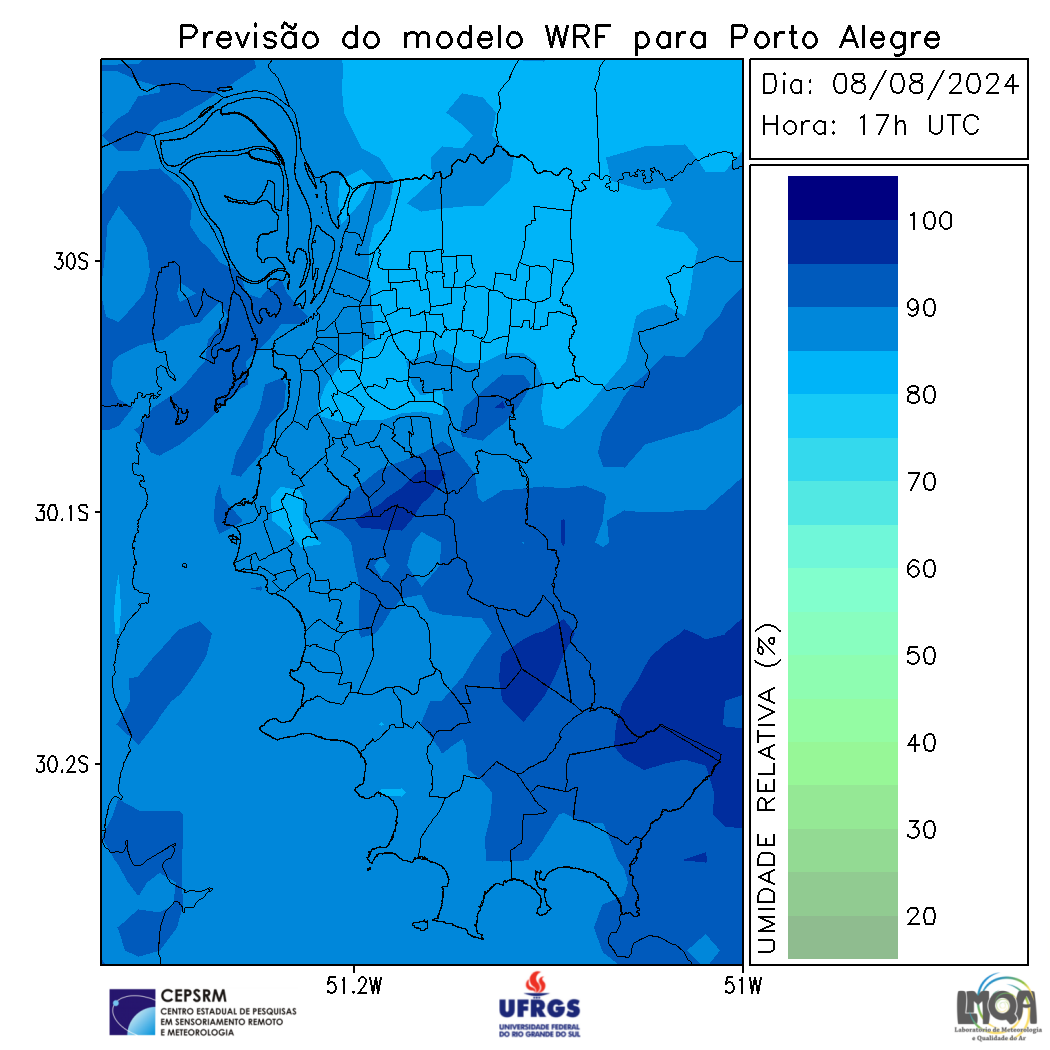 Previsão do modelo WRF para Porto Alegre
Dia: 08/08/2024
Hora: 17h UTC
30S
30.1S
30.2S
51.2W
51W
100
90
80
70
60
50
40
30
20
UMIDADE RELATIVA (%)
CEPSRM
CENTRO ESTADUAL DE PESQUISAS
EM SENSORIAMENTO REMOTO
E METEOROLOGIA
UFRGS
UNIVERSIDADE FEDERAL
DO RIO GRANDE DO SUL
LMQA
Laboratório de Meteorologia
e Qualidade do Ar